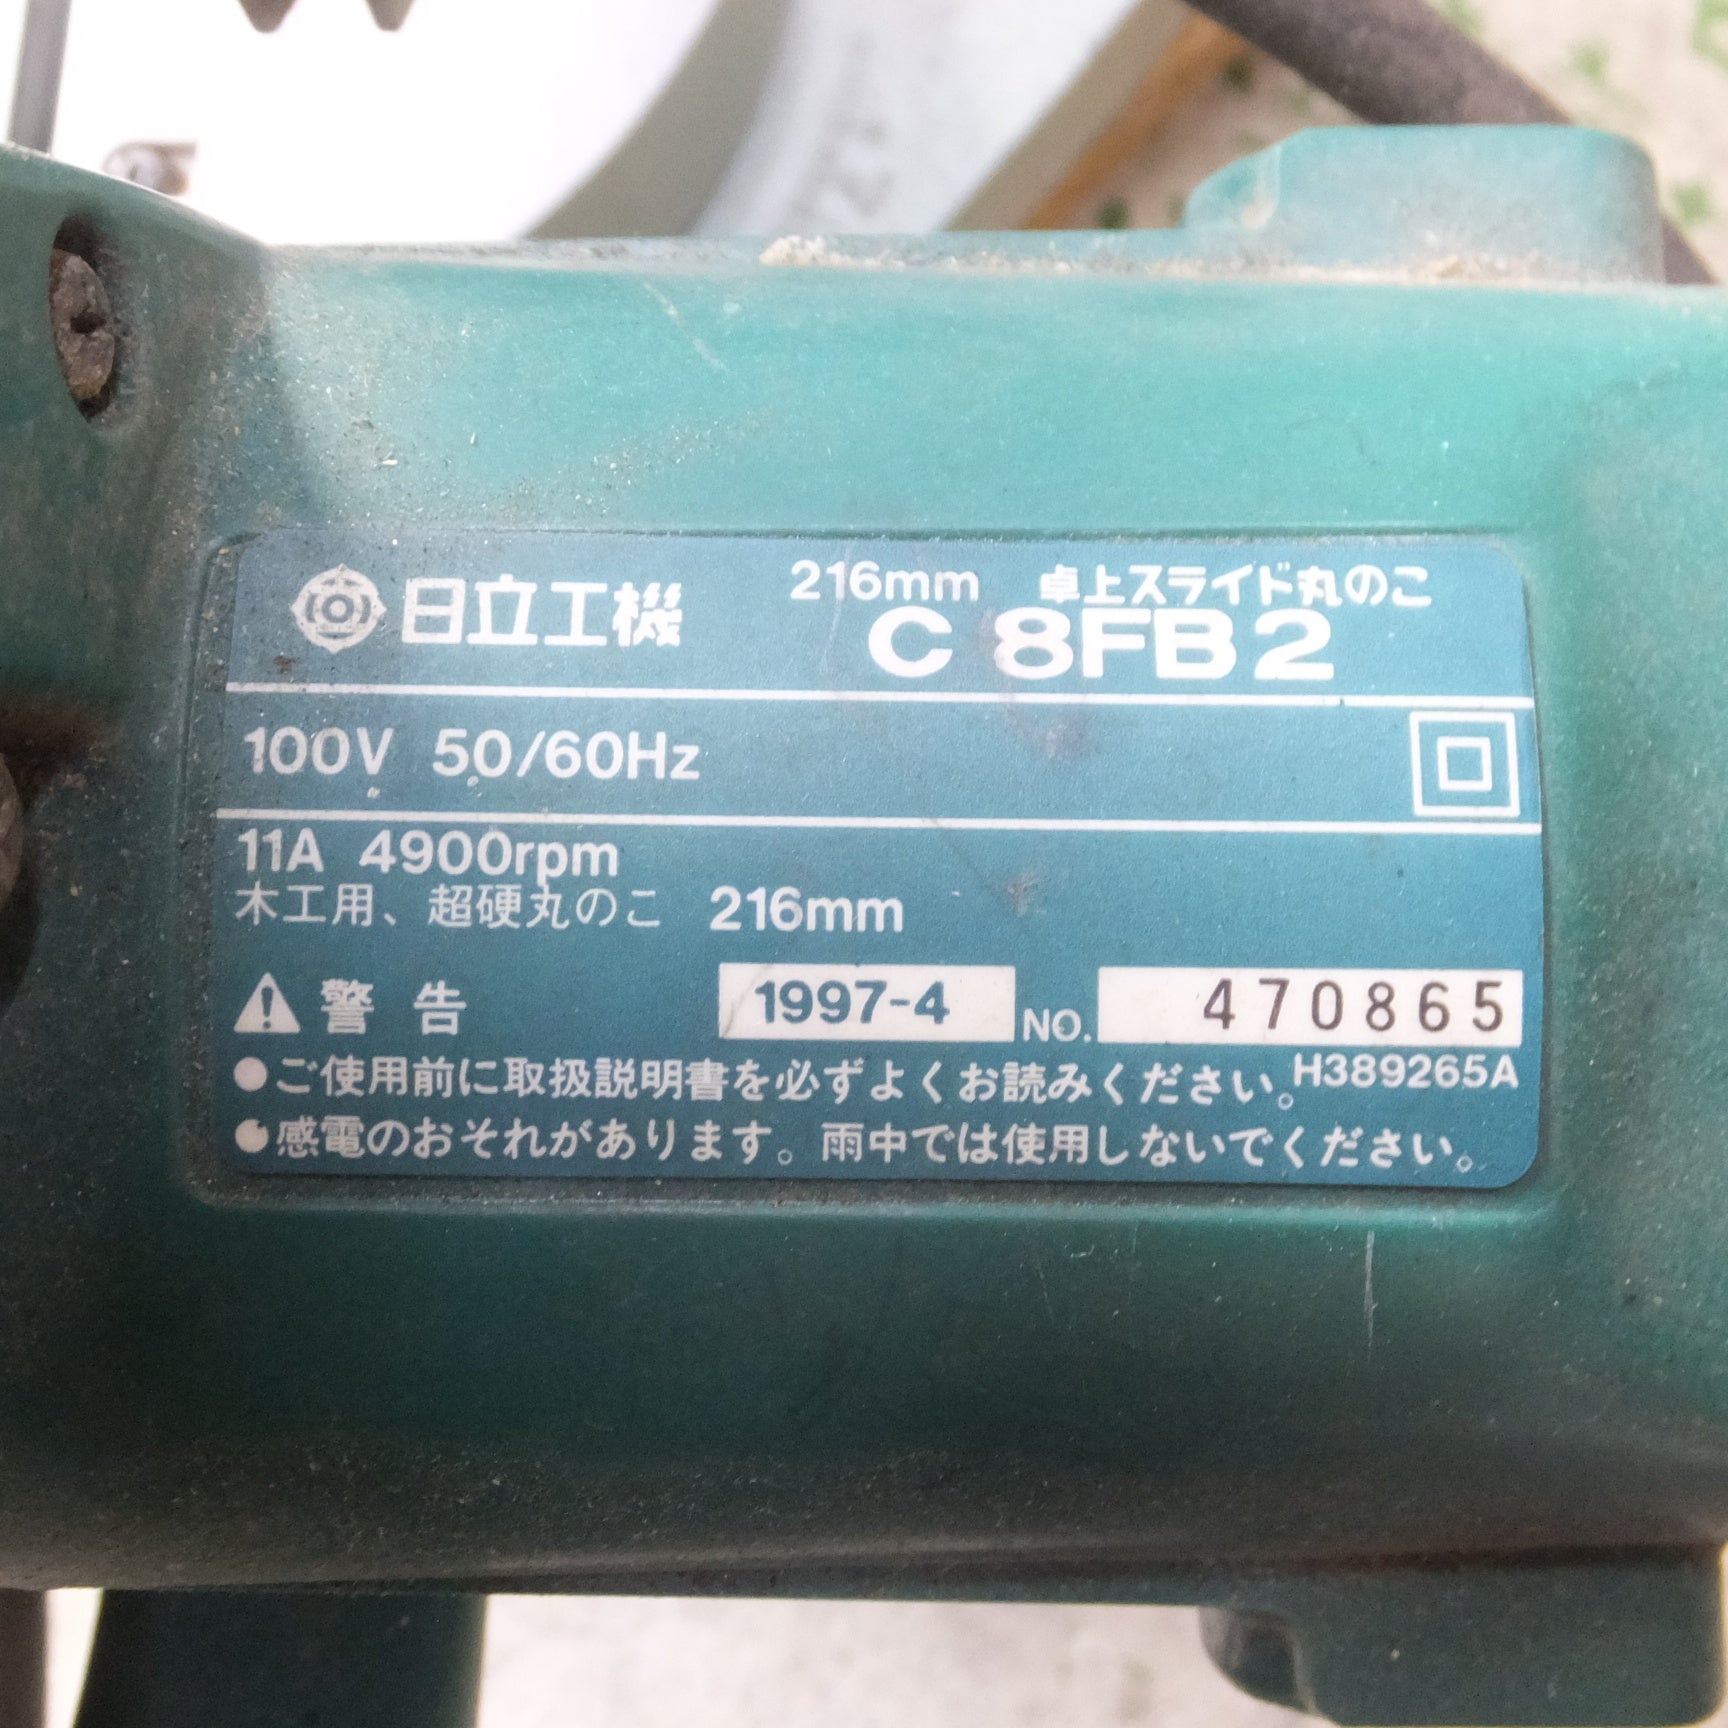 日立工機
216mm 卓上スライド丸のこ
C 8FB2
100V 50/60Hz
11A 4900rpm
木工用、超硬丸のこ 216mm
警告 1997-4 NO. 470865
●ご使用前に取扱説明書を必ずよくお読みください。 H389265A
●感電のおそれがあります。雨中では使用しないでください。